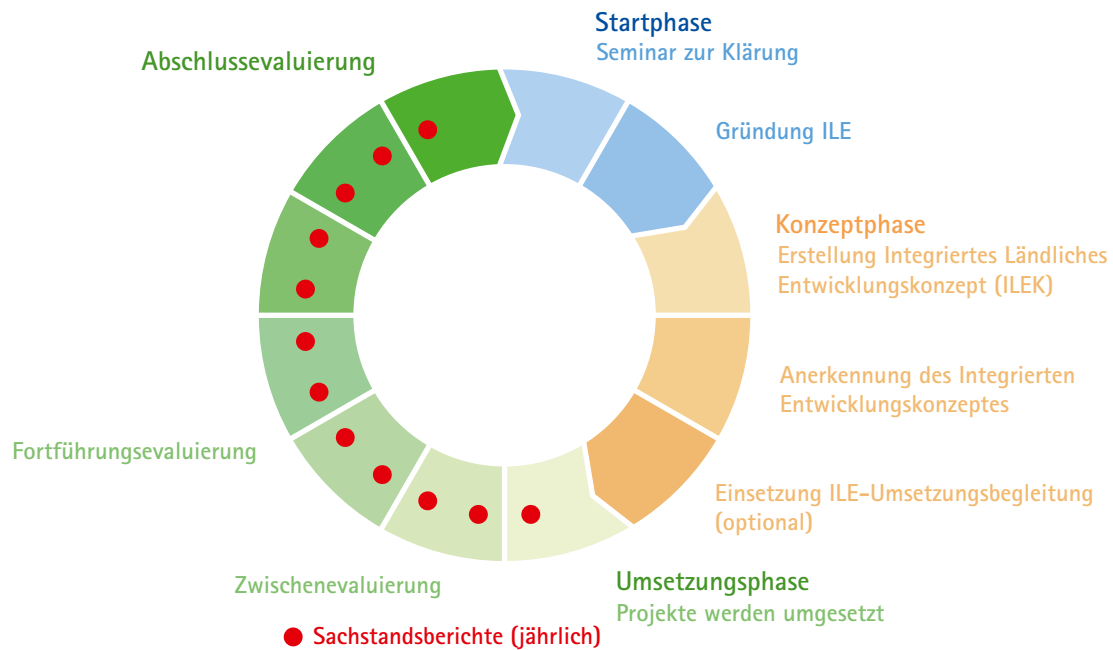 Startphase
Seminar zur Klärung
Gründung ILE
Konzeptphase
Erstellung Integriertes Ländliches
Entwicklungskonzept (ILEK)
Anerkennung des Integrierten
Entwicklungskonzeptes
Einsetzung ILE-Umsetzungsbegleitung
(optional)
Umsetzungsphase
Projekte werden umgesetzt
Zwischenevaluierung
Fortführungsevaluierung
Abschlussevaluierung
Sachstandsberichte (jährlich)